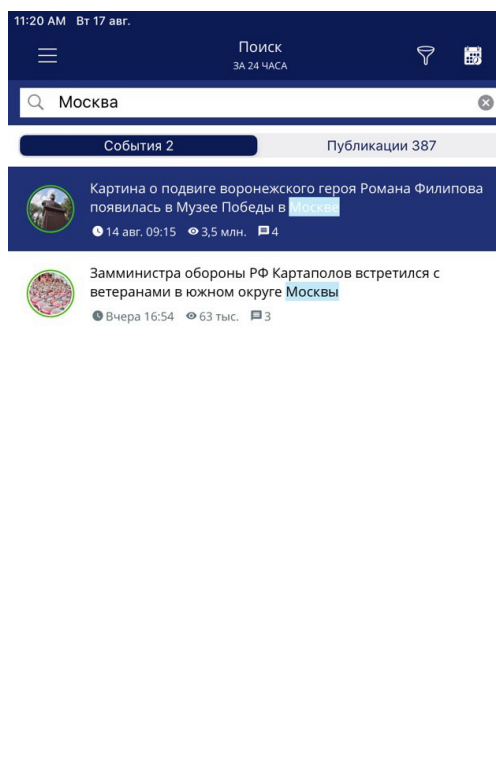 11:20 AM Вт 17 авг.
Поиск
ЗА 24 ЧАСА
Москва
События 2
Публикации 387
Картина о подвиге воронежского героя Романа Филипова
появилась в Музее Победы в Москве
14 авг. 09:15 3,5 млн. 4
Замминистра обороны РФ Картаполов встретился с
ветеранами в южном округе Москвы
Вчера 16:54 63 тыс. 3